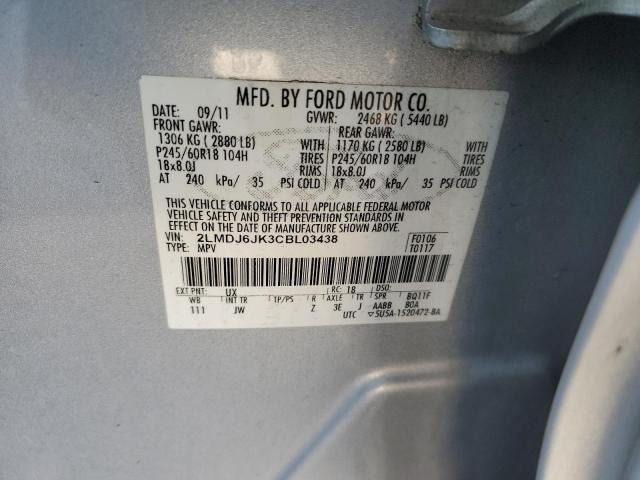 MFD. BY FORD MOTOR CO.
DATE: 09/11 GVWR: 2468 KG ( 5440 LB)
FRONT GAWR: REAR GAWR:
1306 KG ( 2880 LB) 1170 KG ( 2580 LB)
P245/60R18 104H TIRES P245/60R18 104H
18x8.0J RIMS 18x8.0J
AT 240 kPa/ 35 PSI COLD RIMS AT 240 kPa/ 35 PSI COLD
THIS VEHICLE CONFORMS TO ALL APPLICABLE FEDERAL MOTOR
VEHICLE SAFETY AND THEFT PREVENTION STANDARDS IN
EFFECT ON THE DATE OF MANUFACTURE SHOWN ABOVE.
VIN: 2LMDJ6JK3CBL03438 F0106
TYPE: MPV T0117
EXT PNT: UX RC: 18 DSO:
WB INT TR TP/PS R AXLE TR SPR BQ11F
111 JW Z 3E J AABB BOA
UTC ▽5U5A-1520472-BA